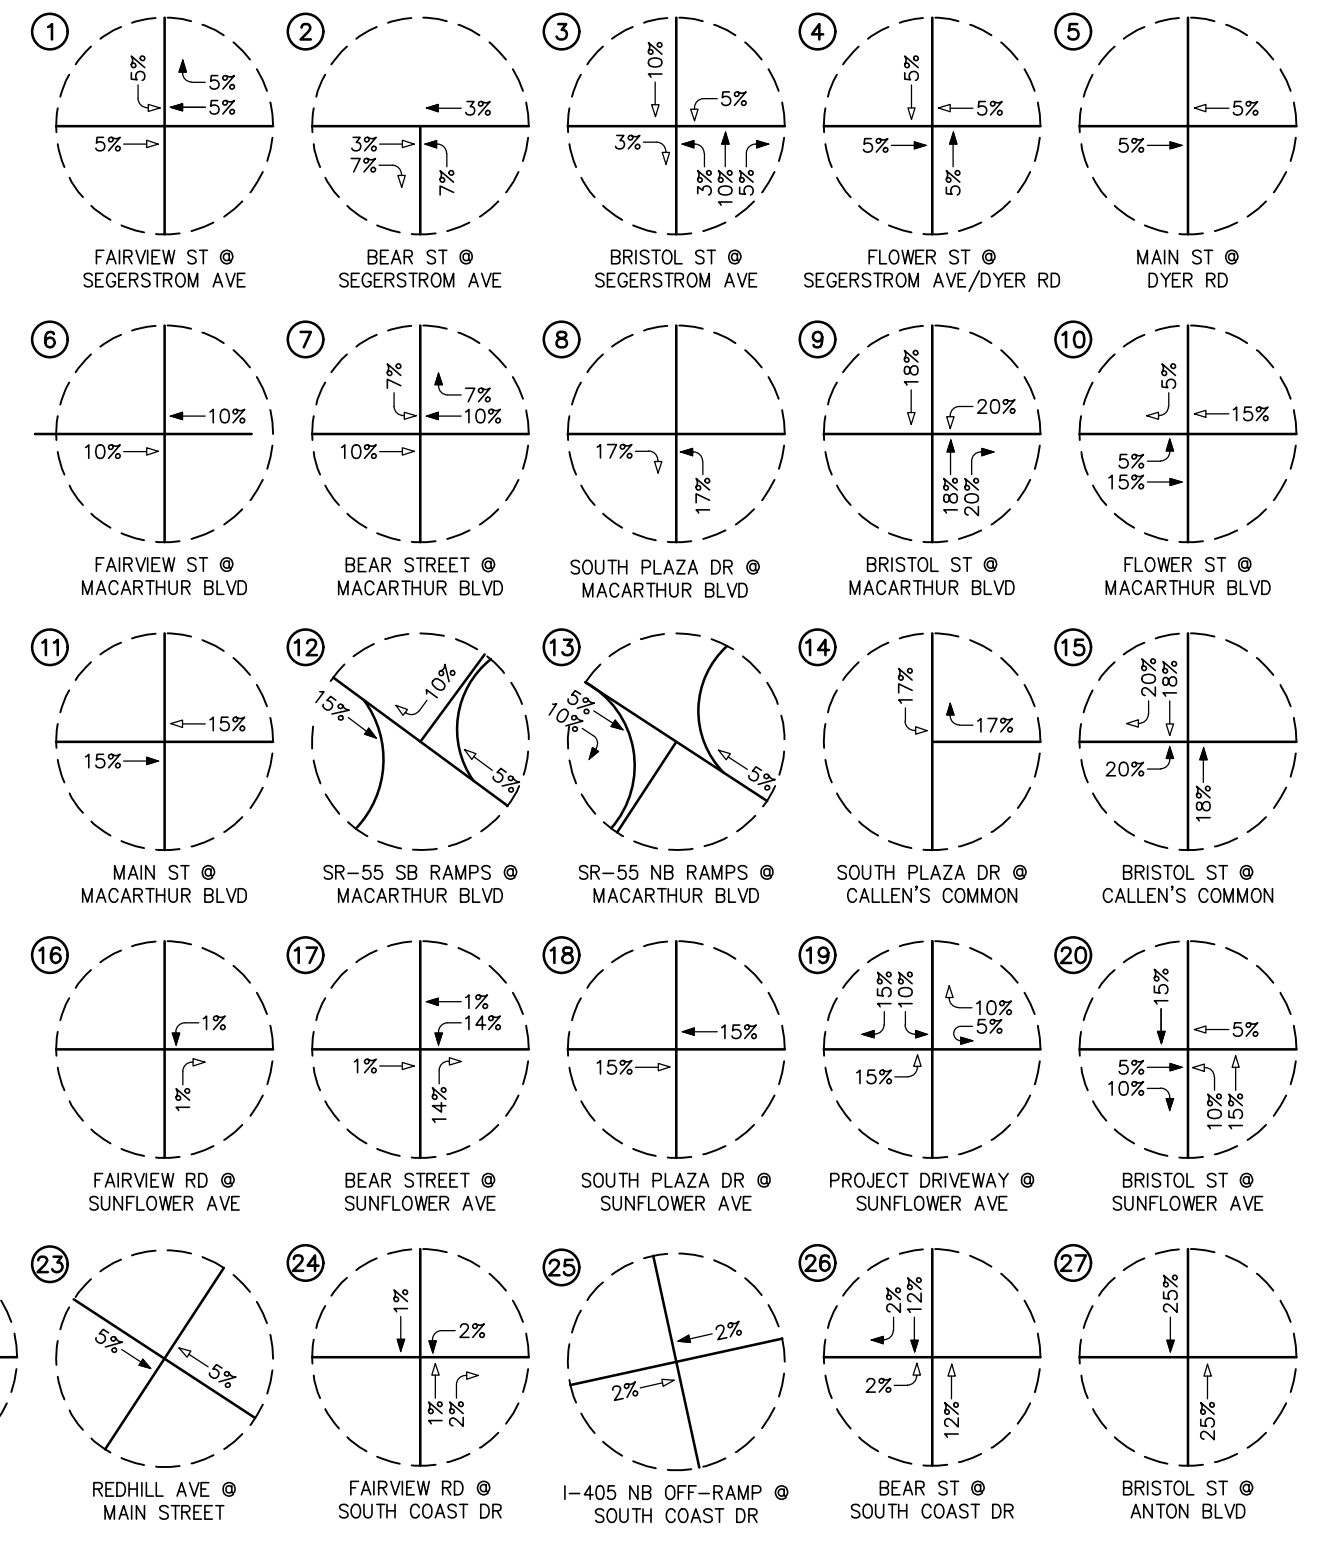 1
5%
5%
5%
5%
FAIRVIEW ST @
SEGERSTROM AVE
2
3%
3%
7%
7%
BEAR ST @
SEGERSTROM AVE
3
10%
5%
3%
3%
10%
5%
BRISTOL ST @
SEGERSTROM AVE
4
5%
5%
5%
5%
FLOWER ST @
SEGERSTROM AVE/DYER RD
5
5%
5%
MAIN ST @
DYER RD
6
10%
10%
FAIRVIEW ST @
MACARTHUR BLVD
7
7%
7%
10%
10%
BEAR STREET @
MACARTHUR BLVD
8
17%
17%
SOUTH PLAZA DR @
MACARTHUR BLVD
9
18%
20%
18%
20%
BRISTOL ST @
MACARTHUR BLVD
10
5%
15%
5%
15%
FLOWER ST @
MACARTHUR BLVD
11
15%
15%
MAIN ST @
MACARTHUR BLVD
12
10%
15%
5%
SR-55 SB RAMPS @
MACARTHUR BLVD
13
5%
10%
5%
SR-55 NB RAMPS @
MACARTHUR BLVD
14
17%
17%
SOUTH PLAZA DR @
CALLEN'S COMMON
15
20%
18%
20%
18%
BRISTOL ST @
CALLEN'S COMMON
16
1%
1%
FAIRVIEW RD @
SUNFLOWER AVE
17
1%
14%
1%
14%
BEAR STREET @
SUNFLOWER AVE
18
15%
15%
SOUTH PLAZA DR @
SUNFLOWER AVE
19
15%
10%
10%
5%
15%
PROJECT DRIVEWAY @
SUNFLOWER AVE
20
15%
5%
5%
10%
10%
15%
BRISTOL ST @
SUNFLOWER AVE
23
5%
5%
REDHILL AVE @
MAIN STREET
24
1%
2%
1%
2%
FAIRVIEW RD @
SOUTH COAST DR
25
2%
2%
I-405 NB OFF-RAMP @
SOUTH COAST DR
26
2%
12%
2%
12%
BEAR ST @
SOUTH COAST DR
27
25%
25%
BRISTOL ST @
ANTON BLVD